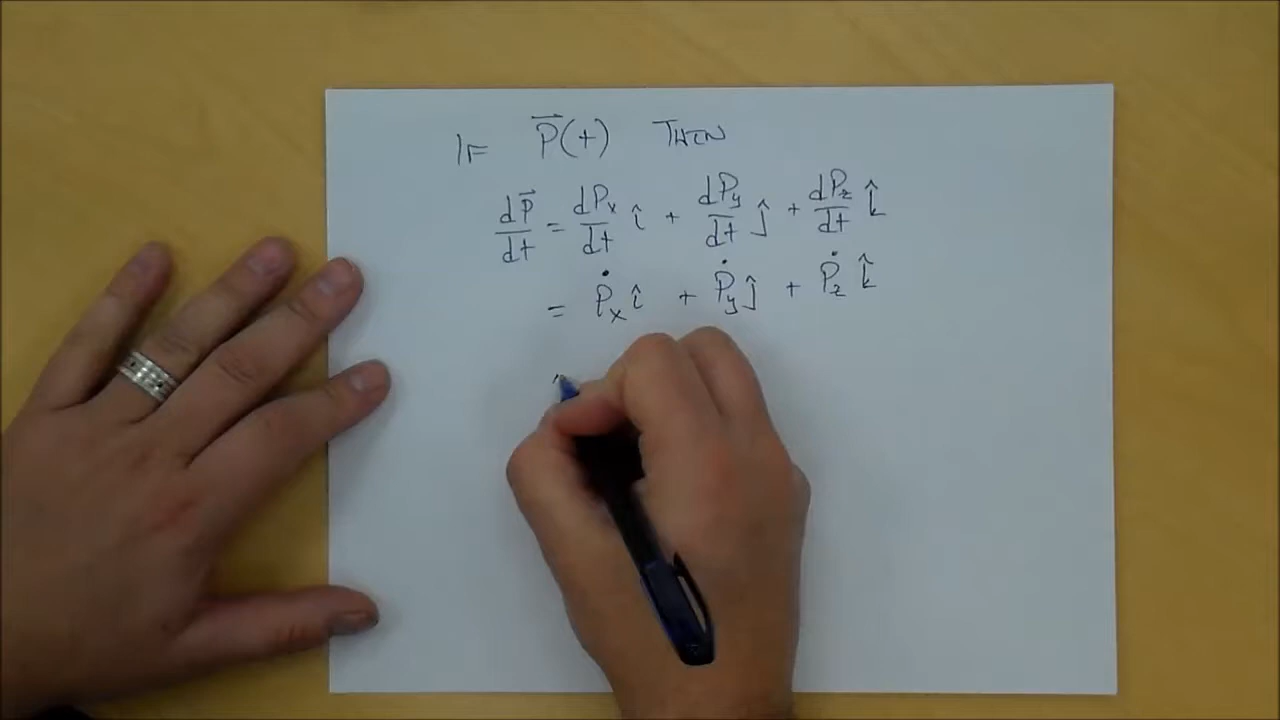 IF P⃗(t) THEN
dP⃗/dt = dPx/dt î + dPy/dt ĵ + dPz/dt k̂
= Ṗx î + Ṗy ĵ + Ṗz k̂